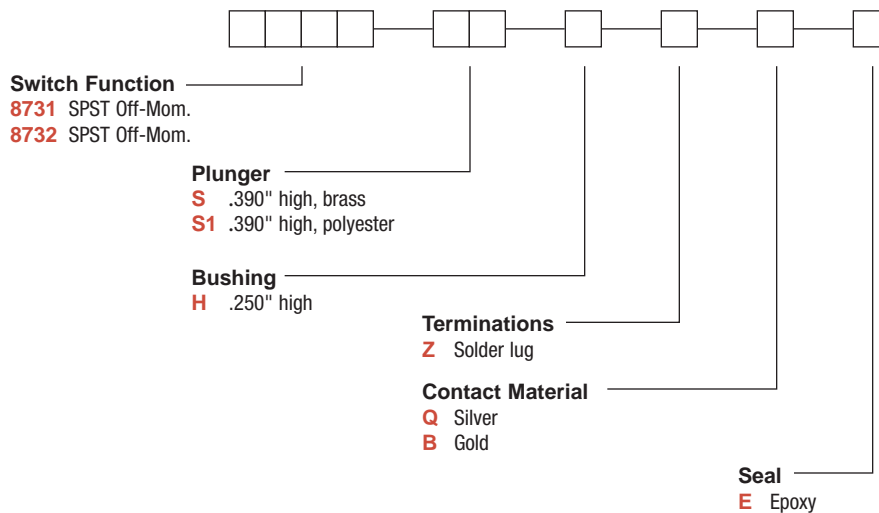 Switch Function
8731 SPST Off-Mom.
8732 SPST Off-Mom.
Plunger
S .390" high, brass
S1 .390" high, polyester
Bushing
H .250" high
Terminations
Z Solder lug
Contact Material
Q Silver
B Gold
Seal
E Epoxy